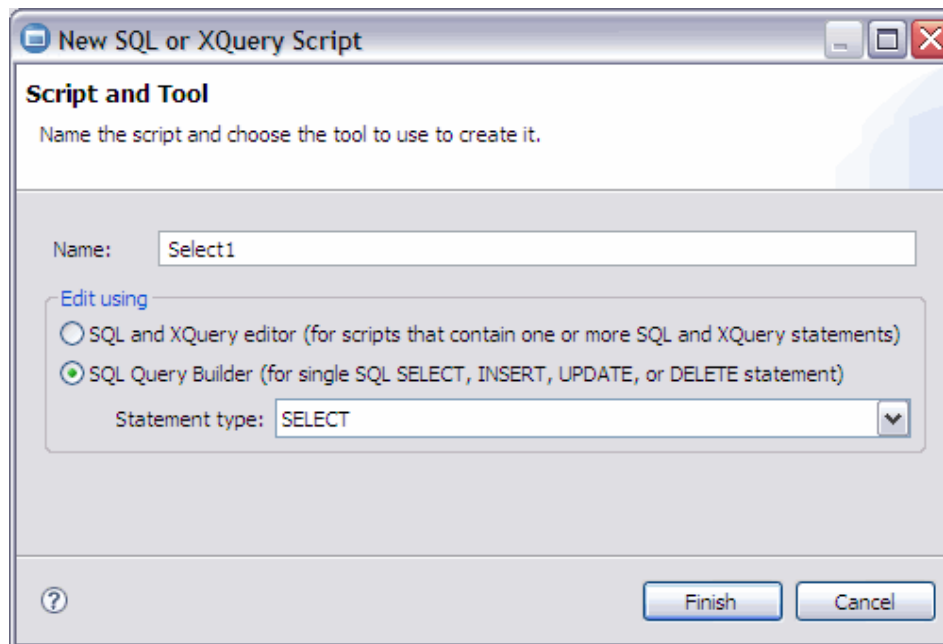 New SQL or XQuery Script
Script and Tool
Name the script and choose the tool to use to create it.
Name: Select1
Edit using
SQL and XQuery editor (for scripts that contain one or more SQL and XQuery statements)
SQL Query Builder (for single SQL SELECT, INSERT, UPDATE, or DELETE statement)
Statement type: SELECT
?
Finish Cancel